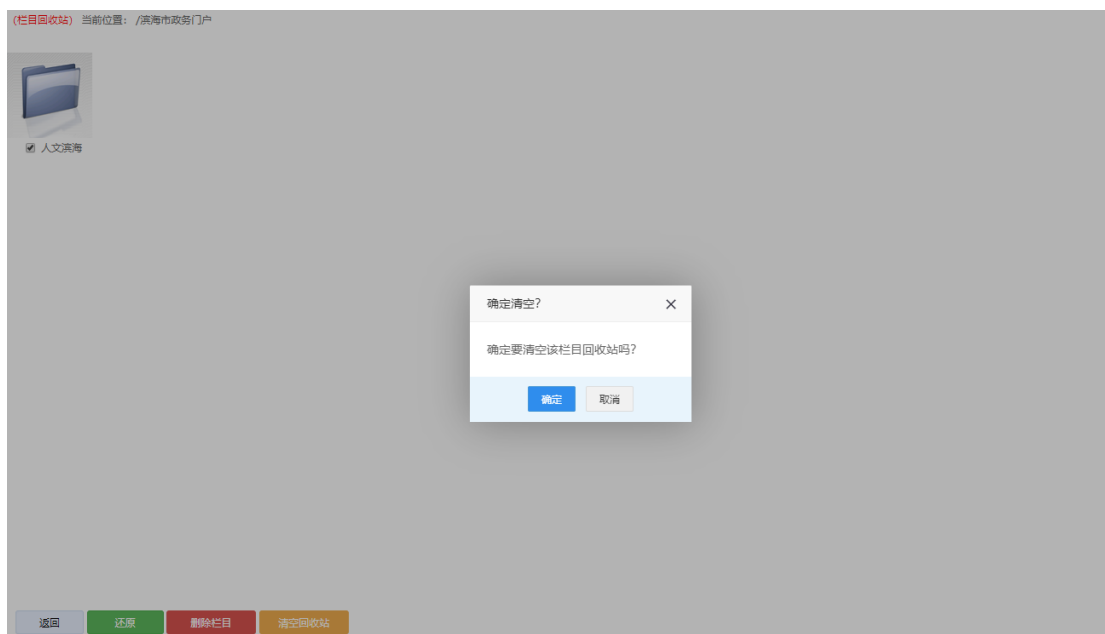 (栏目回收站) 当前位置: /滨海市政务门户
人文滨海
确定清空?
确定要清空该栏目回收站吗?
确定 取消
返回 还原 删除栏目 清空回收站